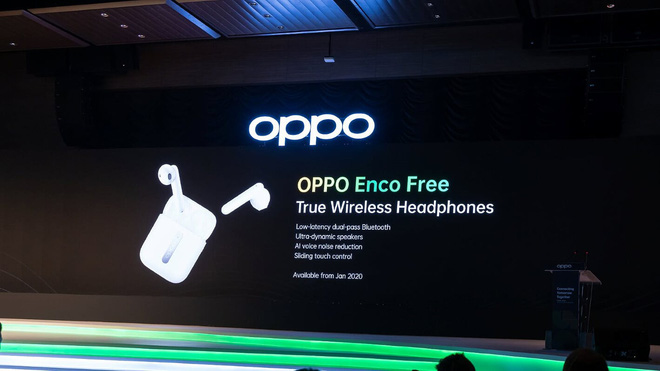 oppo
OPPO Enco Free
True Wireless Headphones
Low-latency dual-pass Bluetooth
Ultra-dynamic speakers
AI voice noise reduction
Sliding touch control
Available from Jan 2020
oppo